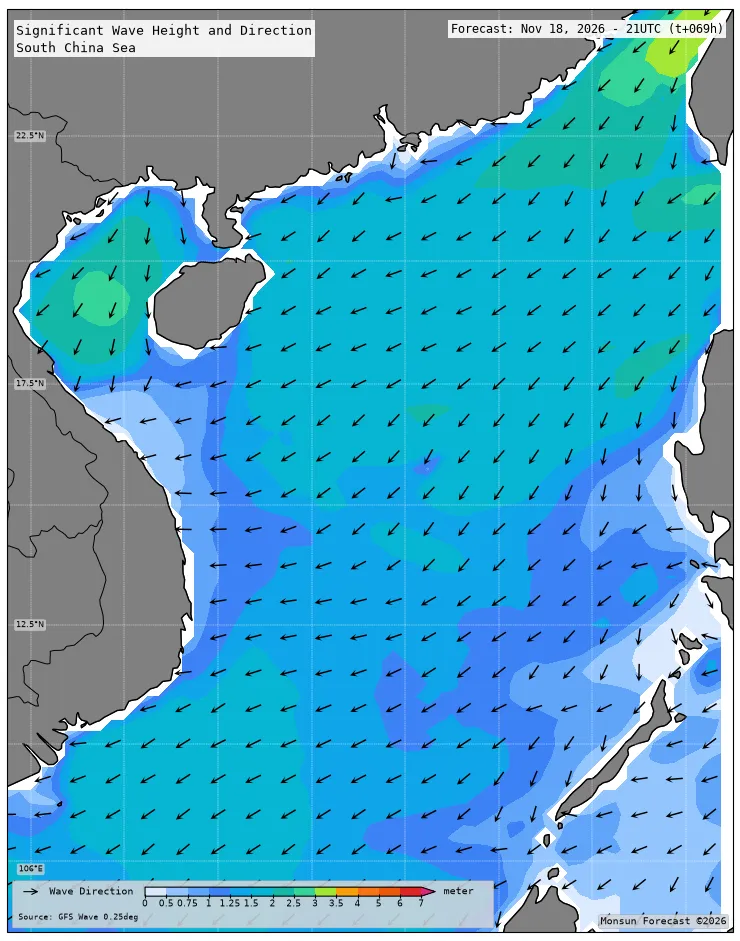 Significant Wave Height and Direction
South China Sea
Forecast: Nov 18, 2026 - 21UTC (t+069h)
22.5°N
17.5°N
12.5°N
106°E
Wave Direction
meter
0 0.5 0.75 1 1.25 1.5 2 2.5 3 3.5 4 5 6 7
Source: GFS Wave 0.25deg
Monsun Forecast ©2026